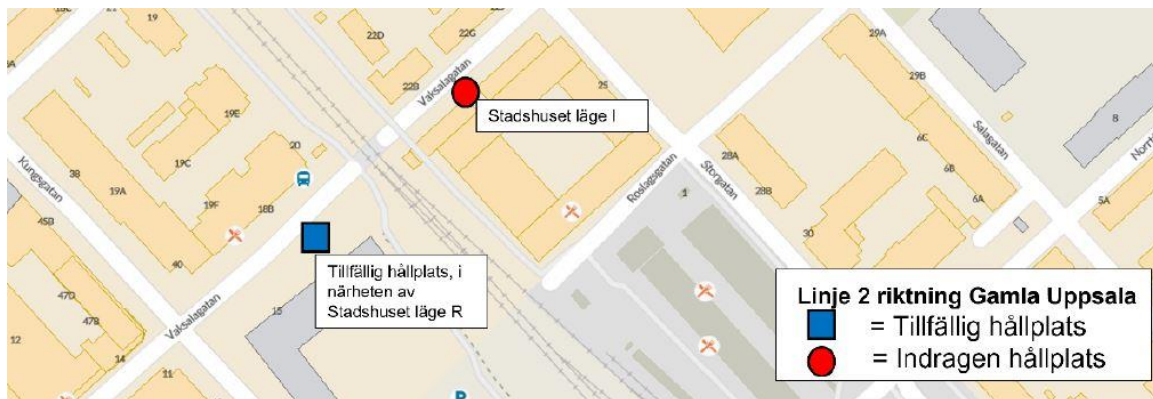 19
21
22D
22G
22B
Vaksalagatan
19E
20
19C
38
19A
19F
18B
Kungsgatan
45B
40
47D
47B
12
14
11
15
Vaksalagatan
Stadshuset läge I
25
Roslagsgatan
Storgatan
28A
28B
30
1
29A
29B
Salagatan
8
6C
6B
6A
5A
Tillfällig hållplats, i
närheten av
Stadshuset läge R
P
Linje 2 riktning Gamla Uppsala
= Tillfällig hållplats
= Indragen hållplats